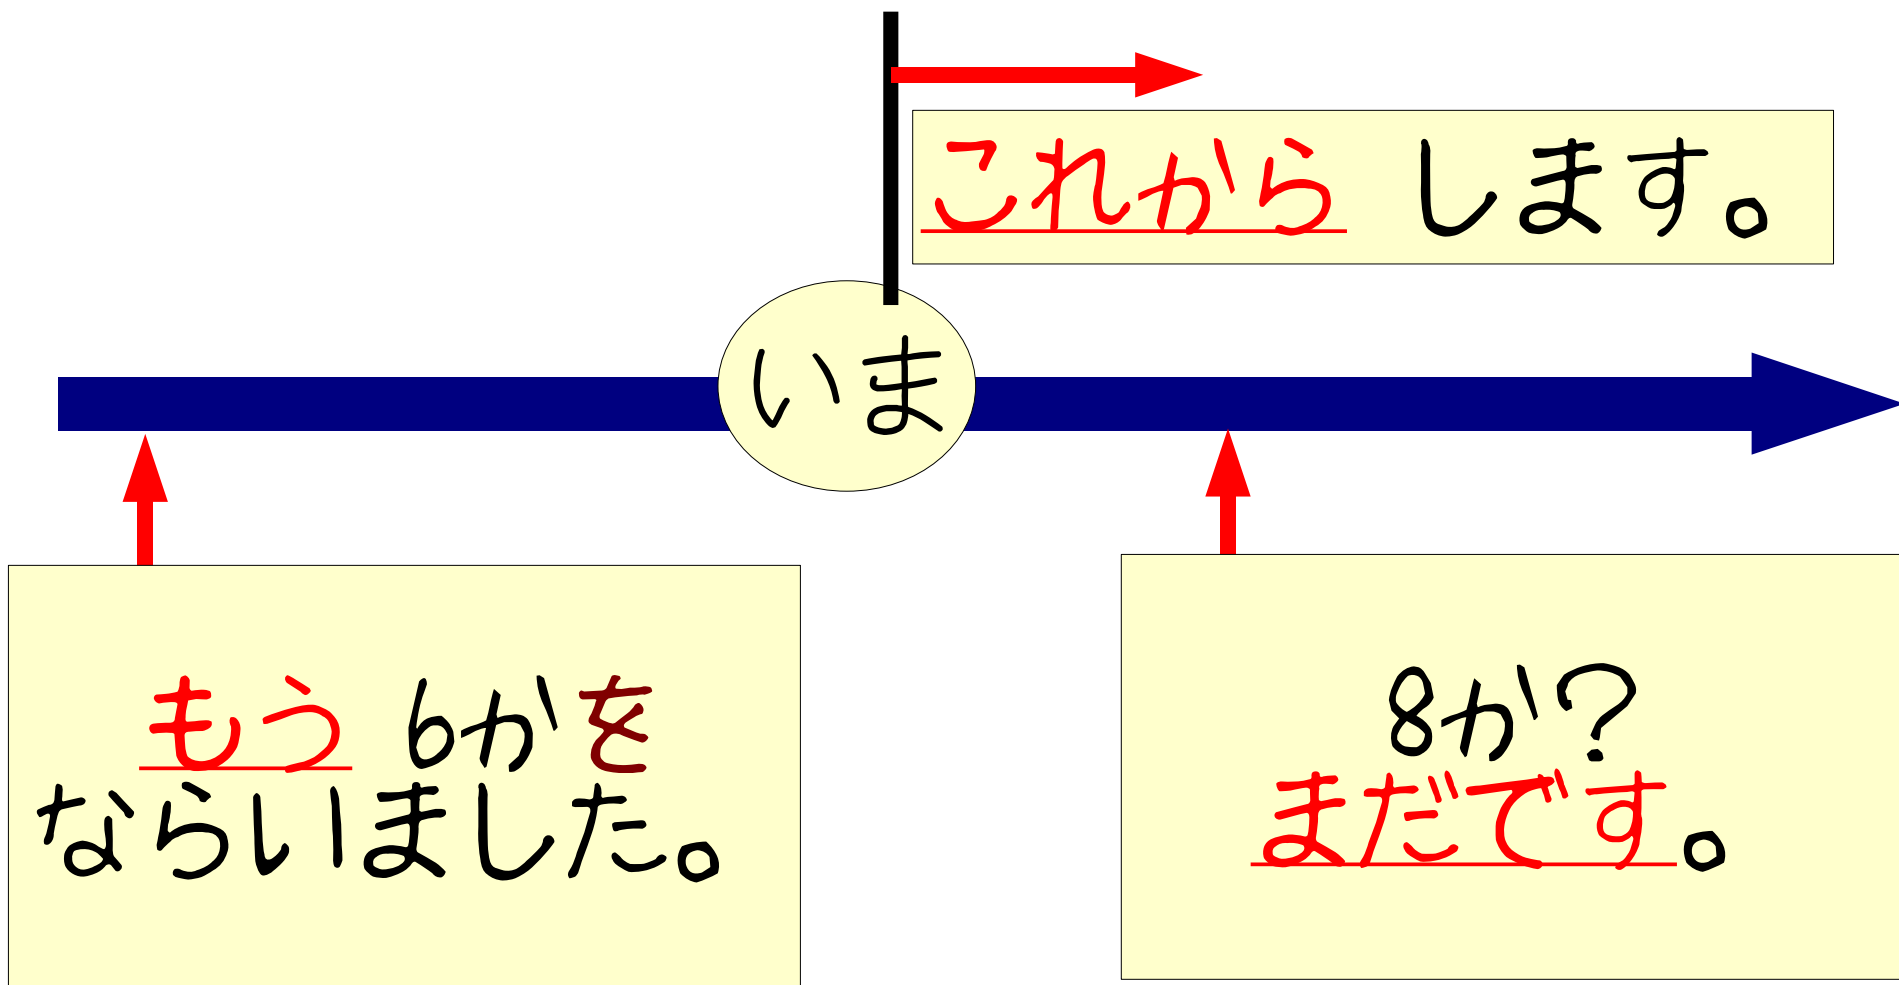 これから します。
いま
もう 6かを
ならいました。
8か?
まだです。